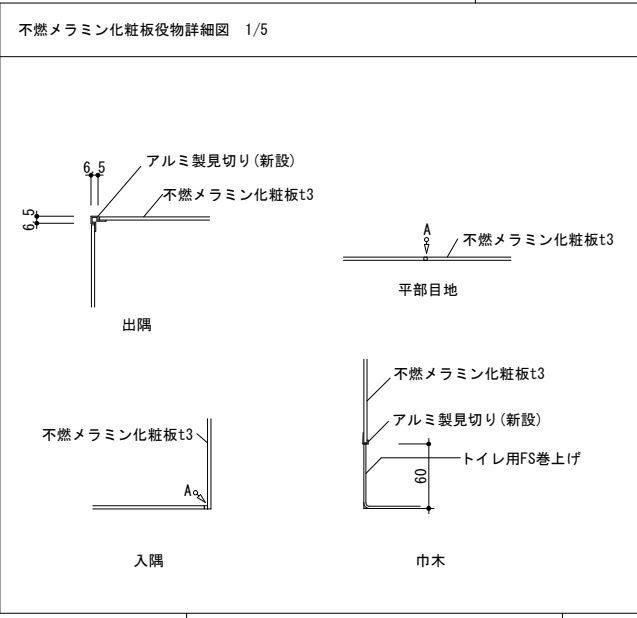 不燃メラミン化粧板役物詳細図 1/5
6.5
アルミ製見切り(新設)
不燃メラミン化粧板t3
6.5
出隅
A
不燃メラミン化粧板t3
平部目地
不燃メラミン化粧板t3
A
入隅
不燃メラミン化粧板t3
アルミ製見切り(新設)
トイレ用FS巻上げ
60
巾木